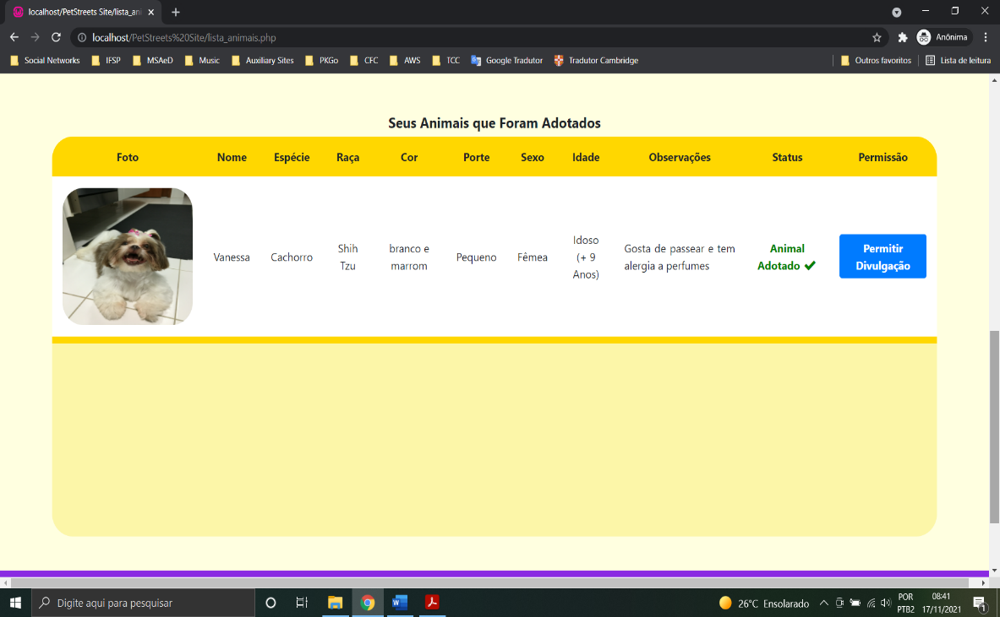 localhost/PetStreets Site/lista_ani
localhost/PetStreets%20Site/lista_animais.php
Anônima
Social Networks IFSP MSAeD Music Auxiliary Sites PKGo CFC AWS TCC Google Tradutor Tradutor Cambridge Outros favoritos Lista de leitura
Seus Animais que Foram Adotados
Foto Nome Espécie Raça Cor Porte Sexo Idade Observações Status Permissão
Vanessa
Cachorro
Shih
Tzu
branco e
marrom
Pequeno
Fêmea
Idoso
(+ 9
Anos)
Gosta de passear e tem
alergia a perfumes
Animal
Adotado ✔
Permitir
Divulgação
Digite aqui para pesquisar
26°C Ensolarado
POR
PTB2
08:41
17/11/2021
1